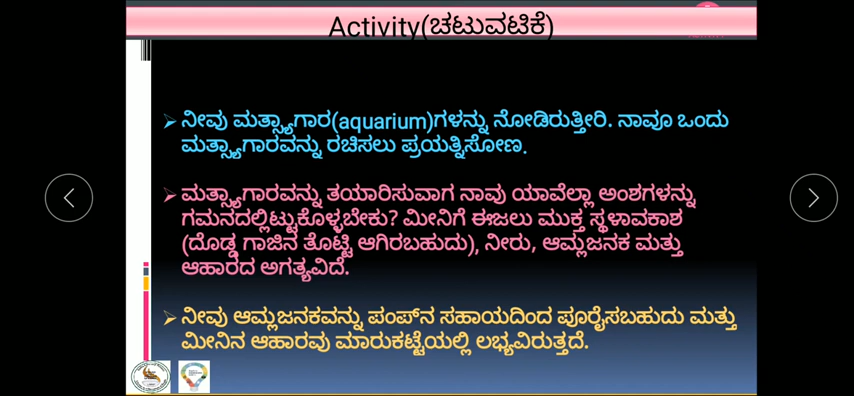 Activity(ಚಟುವಟಿಕೆ)
ನೀವು ಮತ್ಸ್ಯಾಗಾರ(aquarium)ಗಳನ್ನು ನೋಡಿರುತ್ತೀರಿ. ನಾವೂ ಒಂದು
ಮತ್ಸ್ಯಾಗಾರವನ್ನು ರಚಿಸಲು ಪ್ರಯತ್ನಿಸೋಣ.
ಮತ್ಸ್ಯಾಗಾರವನ್ನು ತಯಾರಿಸುವಾಗ ನಾವು ಯಾವೆಲ್ಲಾ ಅಂಶಗಳನ್ನು
ಗಮನದಲ್ಲಿಟ್ಟುಕೊಳ್ಳಬೇಕು? ಮೀನಿಗೆ ಈಜಲು ಮುಕ್ತ ಸ್ಥಳಾವಕಾಶ
(ದೊಡ್ಡ ಗಾಜಿನ ತೊಟ್ಟಿ ಆಗಿರಬಹುದು), ನೀರು, ಆಮ್ಲಜನಕ ಮತ್ತು
ಆಹಾರದ ಅಗತ್ಯವಿದೆ.
ನೀವು ಆಮ್ಲಜನಕವನ್ನು ಪಂಪ್‌ನ ಸಹಾಯದಿಂದ ಪೂರೈಸಬಹುದು ಮತ್ತು
ಮೀನಿನ ಆಹಾರವು ಮಾರುಕಟ್ಟೆಯಲ್ಲಿ ಲಭ್ಯವಿರುತ್ತದೆ.